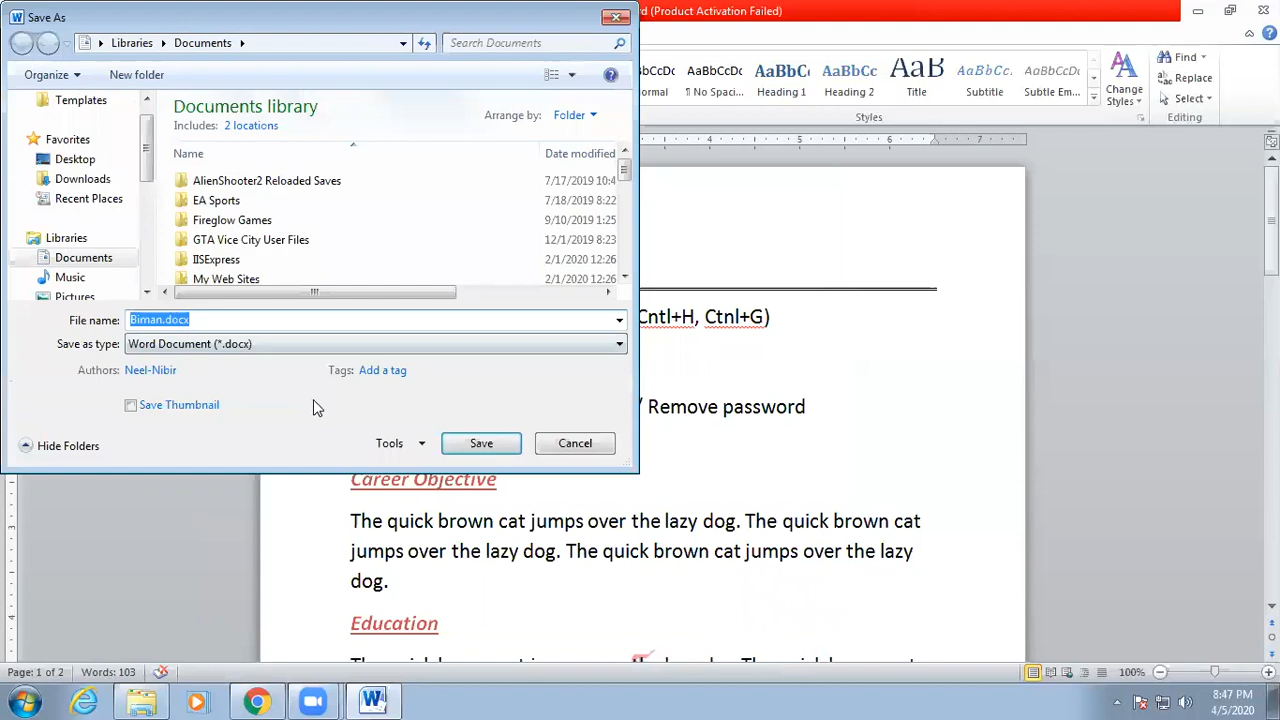 Save As
rd (Product Activation Failed)
Libraries Documents
Search Documents
Organize New folder
Templates
Favorites
Desktop
Downloads
Recent Places
Libraries
Documents
Music
Pictures
Documents library
Includes: 2 locations
Arrange by: Folder
Name Date modified
AlienShooter2 Reloaded Saves 7/17/2019 10:4
EA Sports 7/18/2019 8:22
Fireglow Games 9/10/2019 1:25
GTA Vice City User Files 12/1/2019 8:23
IISExpress 2/1/2020 12:26
My Web Sites 2/1/2020 12:26
File name: Biman.docx
Save as type: Word Document (*.docx)
Authors: Neel-Nibir Tags: Add a tag
Save Thumbnail
Hide Folders
Tools Save Cancel
bCcDc AaBbCcDc AaBbC AaBbCc AaB AaBbCc AaBbCcDc
ormal ¶ No Spaci... Heading 1 Heading 2 Title Subtitle Subtle Em...
Change
Styles
Styles
Find
Replace
Select
Editing
4 5 6 7
Cntl+H, Ctnl+G)
/ Remove password
Career Objective
The quick brown cat jumps over the lazy dog. The quick brown cat
jumps over the lazy dog. The quick brown cat jumps over the lazy
dog.
Education
Page: 1 of 2 Words: 103
100%
8:47 PM
4/5/2020